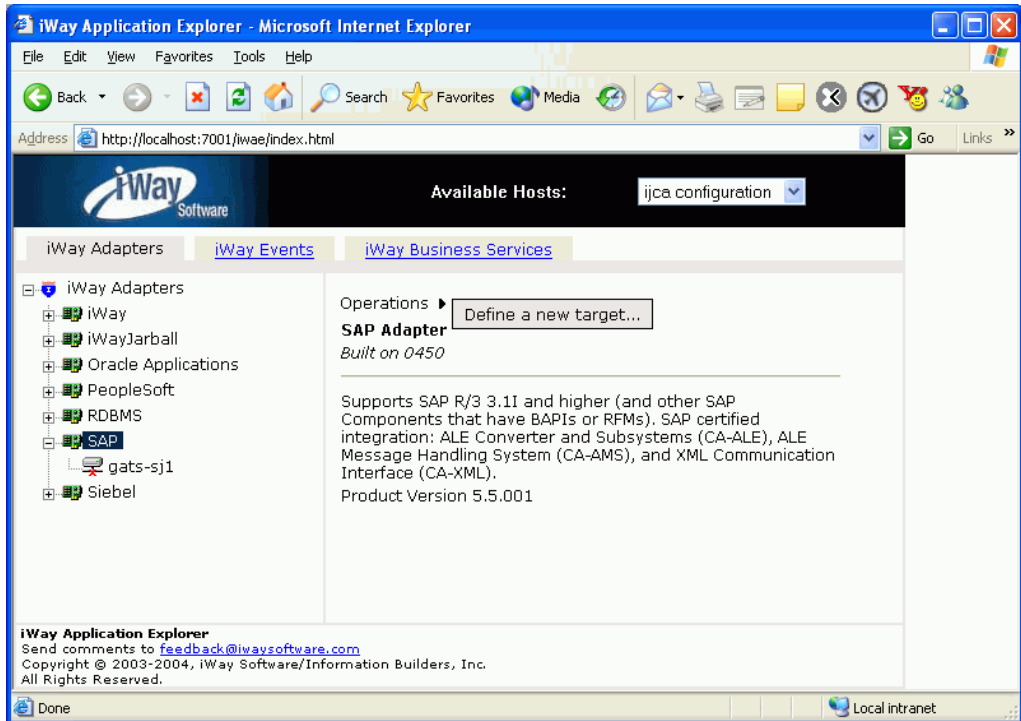 iWay Application Explorer - Microsoft Internet Explorer
File Edit View Favorites Tools Help
Back Search Favorites Media
Address http://localhost:7001/iwae/index.html Go Links »
iWay Software Available Hosts: ijca configuration
iWay Adapters iWay Events iWay Business Services
iWay Adapters
iWay
iWayJarball
Oracle Applications
PeopleSoft
RDBMS
SAP
gats-sj1
Siebel
Operations Define a new target...
SAP Adapter
Built on 0450
Supports SAP R/3 3.1I and higher (and other SAP
Components that have BAPIs or RFMs). SAP certified
integration: ALE Converter and Subsystems (CA-ALE), ALE
Message Handling System (CA-AMS), and XML Communication
Interface (CA-XML).
Product Version 5.5.001
iWay Application Explorer
Send comments to feedback@iwaysoftware.com
Copyright © 2003-2004, iWay Software/Information Builders, Inc.
All Rights Reserved.
Done Local intranet